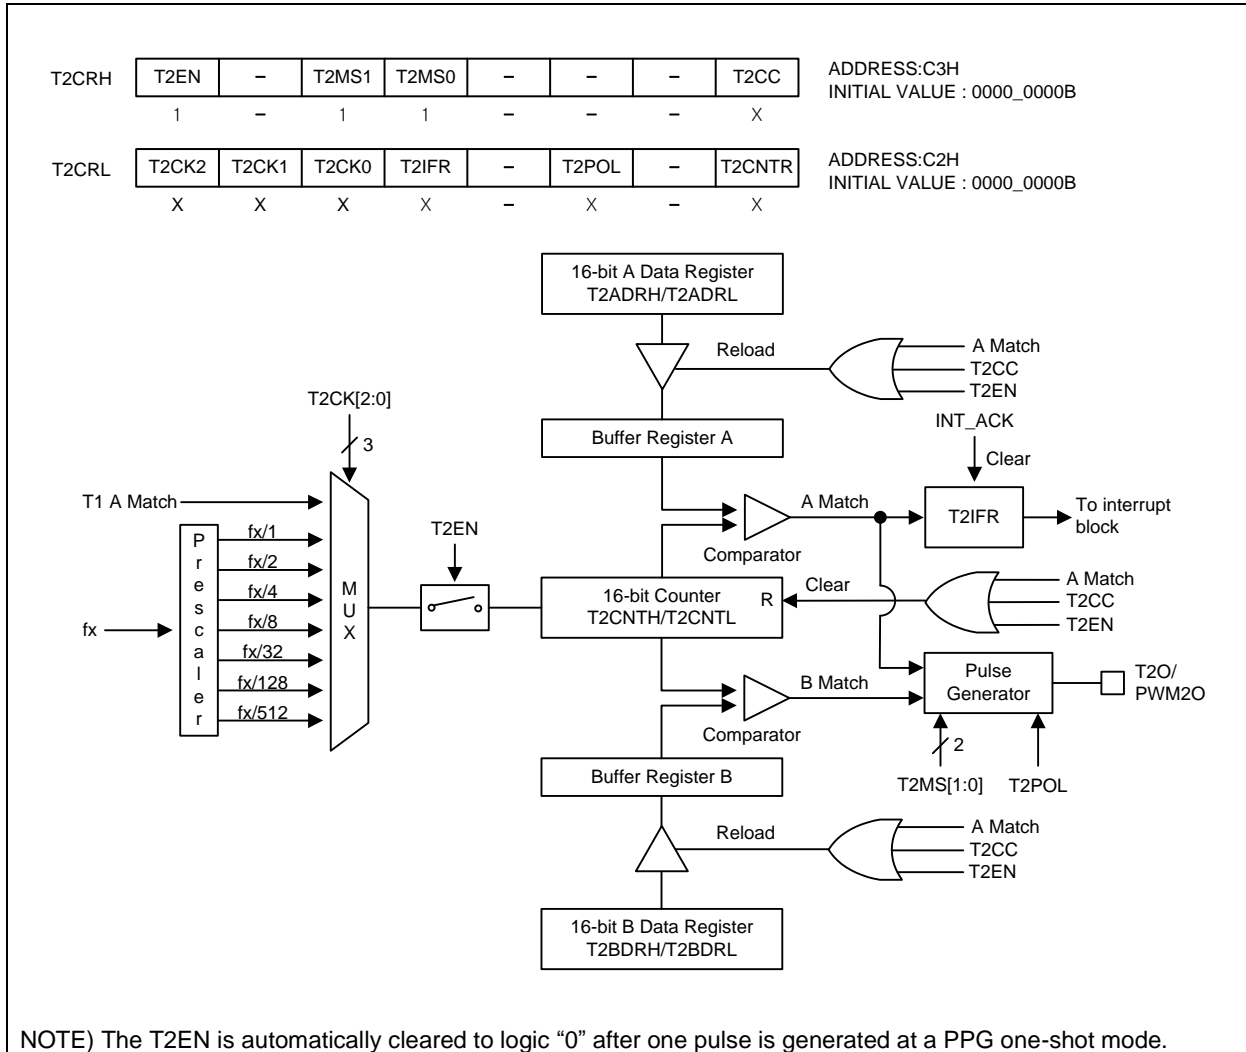 T2CRH T2EN – T2MS1 T2MS0 – – – T2CC ADDRESS:C3H
INITIAL VALUE : 0000_0000B
1 – 1 1 – – – X
T2CRL T2CK2 T2CK1 T2CK0 T2IFR – T2POL – T2CNTR ADDRESS:C2H
INITIAL VALUE : 0000_0000B
X X X X – X – X
16-bit A Data Register
T2ADRH/T2ADRL
Reload
A Match
T2CC
T2EN
T2CK[2:0]
3
Buffer Register A
INT_ACK
Clear
T1 A Match
A Match
T2IFR
To interrupt
block
Comparator
fx
Prescaler
fx/1
fx/2
fx/4
fx/8
fx/32
fx/128
fx/512
MUX
T2EN
16-bit Counter
T2CNTH/T2CNTL
R
Clear
A Match
T2CC
T2EN
B Match
Comparator
Pulse
Generator
T2O/
PWM2O
2
T2MS[1:0]
T2POL
Buffer Register B
Reload
A Match
T2CC
T2EN
16-bit B Data Register
T2BDRH/T2BDRL
NOTE) The T2EN is automatically cleared to logic “0” after one pulse is generated at a PPG one-shot mode.